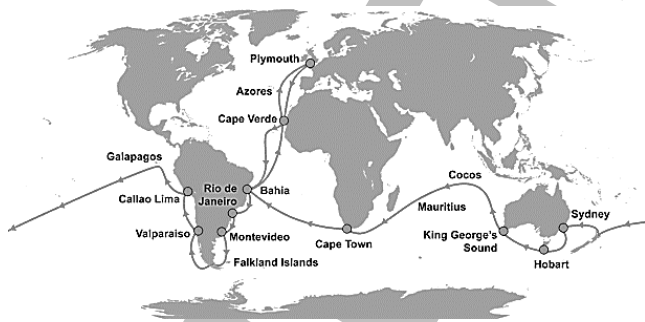 Plymouth
Azores
Cape Verde
Galapagos
Callao Lima
Rio de
Janeiro
Bahia
Cocos
Mauritius
Valparaiso
Montevideo
Cape Town
King George's
Sound
Sydney
Falkland Islands
Hobart